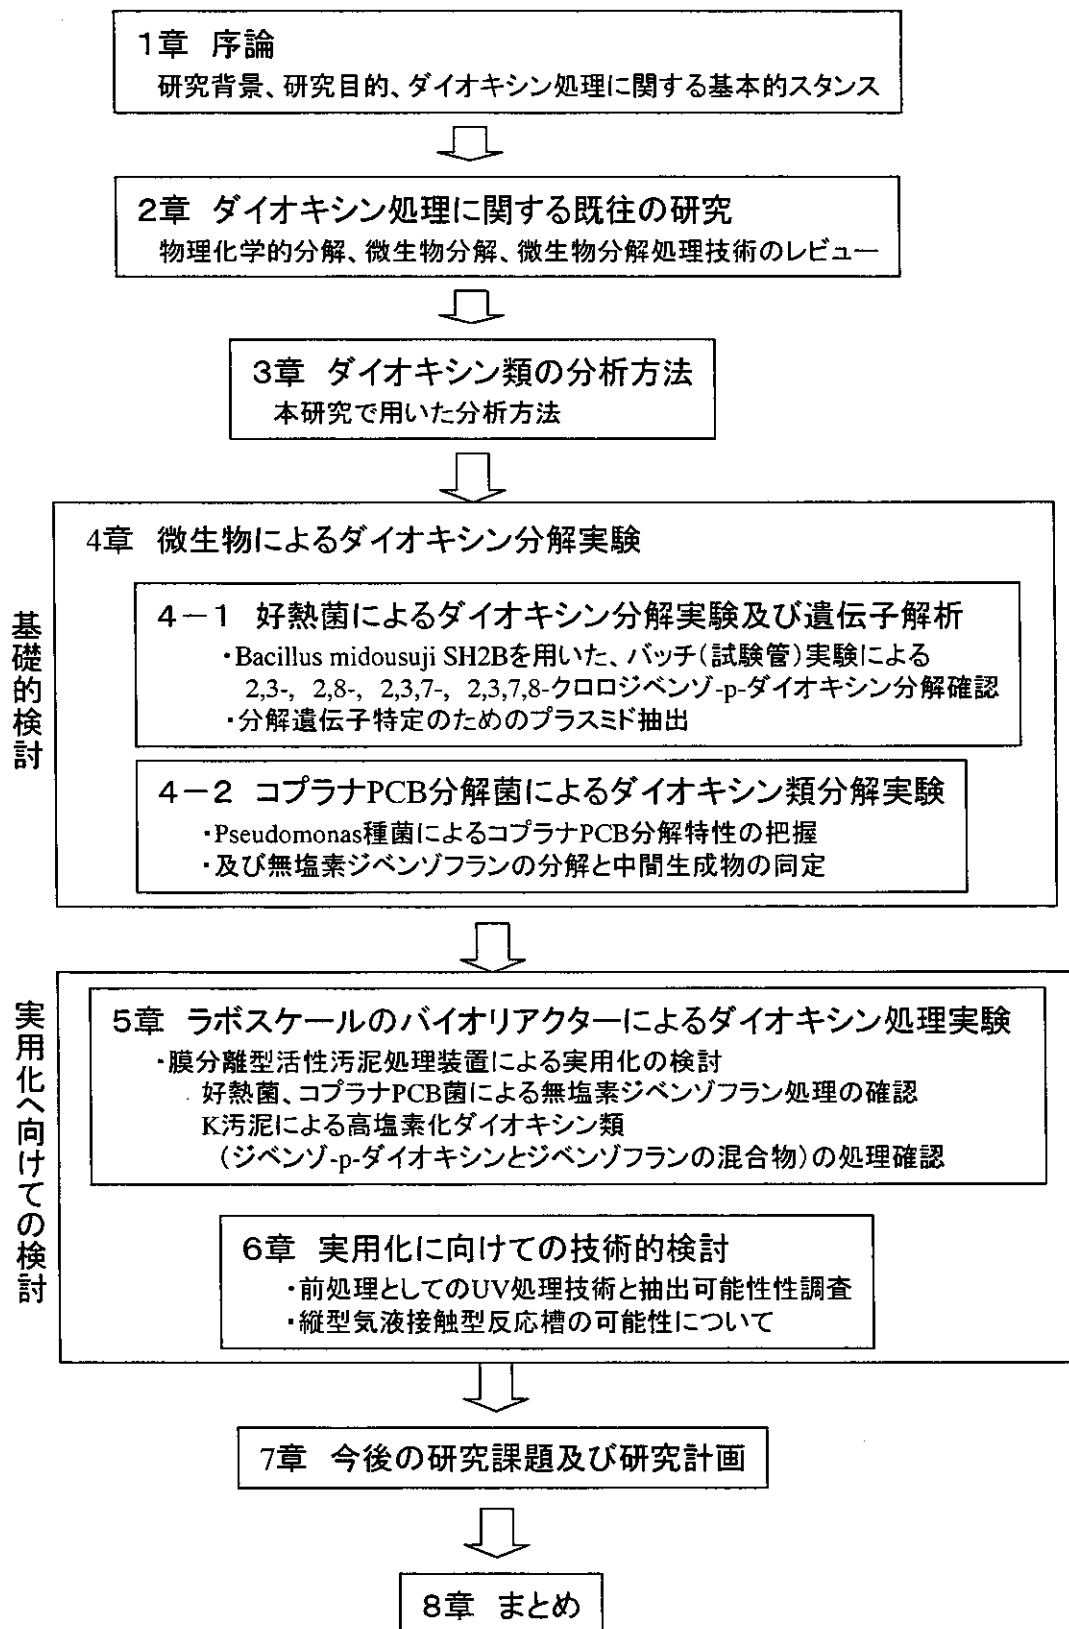 1章 序論
研究背景、研究目的、ダイオキシン処理に関する基本的スタンス
2章 ダイオキシン処理に関する既往の研究
物理化学的分解、微生物分解、微生物分解処理技術のレビュー
3章 ダイオキシン類の分析方法
本研究で用いた分析方法
基礎的検討
4章 微生物によるダイオキシン分解実験
4－1 好熱菌によるダイオキシン分解実験及び遺伝子解析
・Bacillus midousuji SH2Bを用いた、バッチ(試験管)実験による
2,3-, 2,8-, 2,3,7-, 2,3,7,8-クロロジベンゾ-p-ダイオキシン分解確認
・分解遺伝子特定のためのプラスミド抽出
4－2 コプラナPCB分解菌によるダイオキシン類分解実験
・Pseudomonas種菌によるコプラナPCB分解特性の把握
・及び無塩素ジベンゾフランの分解と中間生成物の同定
実用化へ向けての検討
5章 ラボスケールのバイオリアクターによるダイオキシン処理実験
・膜分離型活性汚泥処理装置による実用化の検討
好熱菌、コプラナPCB菌による無塩素ジベンゾフラン処理の確認
K汚泥による高塩素化ダイオキシン類
（ジベンゾ-p-ダイオキシンとジベンゾフランの混合物）の処理確認
6章 実用化に向けての技術的検討
・前処理としてのUV処理技術と抽出可能性性調査
・縦型気液接触型反応槽の可能性について
7章 今後の研究課題及び研究計画
8章 まとめ